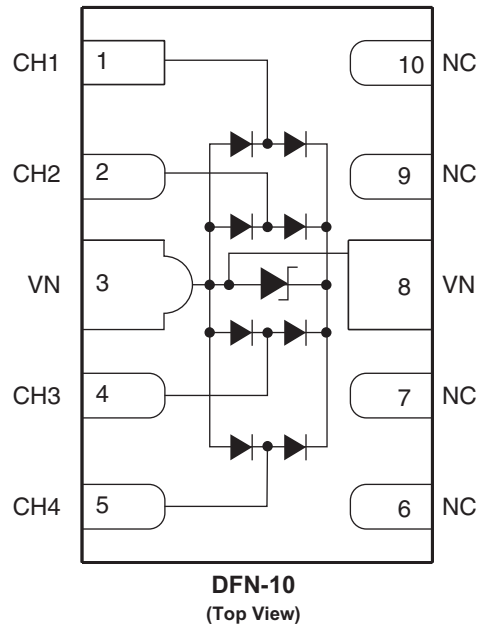 CH1 1 10 NC
CH2 2 9 NC
VN 3 8 VN
CH3 4 7 NC
CH4 5 6 NC
DFN-10
(Top View)